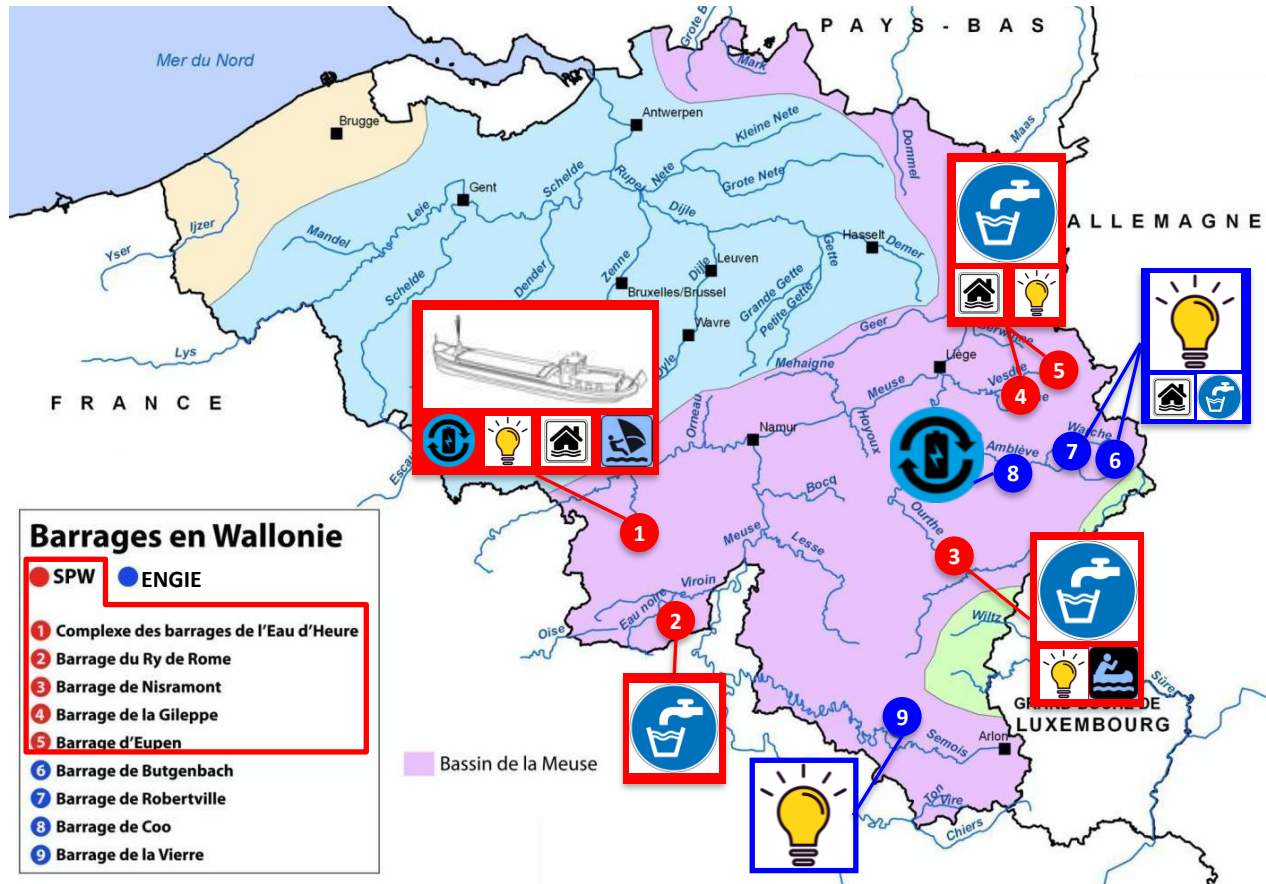 PAYS-BAS
Grote B
Mark
Mer du Nord
Maas
Antwerpen
Brugge
Kleine Nete
Dommel
Schelde
Rupel
Nete
Grote Nete
Gent
Leie
Ijzer
Dijle
ALLEMAGNE
Mandel
Yser
Hasselt
Gette
Demer
Schelde
Dender
Zenne
Dijle
Leuven
Grande Gette
Bruxelles/Brussel
Petite Gette
Wavre
Geer
Lys
Dyle
Mehaigne
Liège
Vesdre
5
Meuse
4
FRANCE
Orneau
Hoyoux
Namur
Warche
Amblève
7
6
8
Escau
Bocq
Ourthe
1
Meuse
Lesse
3
Viroin
Eau noire
Oise
2
Wiltz
Sûre
GRAND-DUCHÉ DE
LUXEMBOURG
9
Semois
Arlon
Ton
Vire
Chiers
Bassin de la Meuse
Barrages en Wallonie
SPW ENGIE
1 Complexe des barrages de l'Eau d'Heure
2 Barrage du Ry de Rome
3 Barrage de Nisramont
4 Barrage de la Gileppe
5 Barrage d'Eupen
6 Barrage de Butgenbach
7 Barrage de Robertville
8 Barrage de Coo
9 Barrage de la Vierre